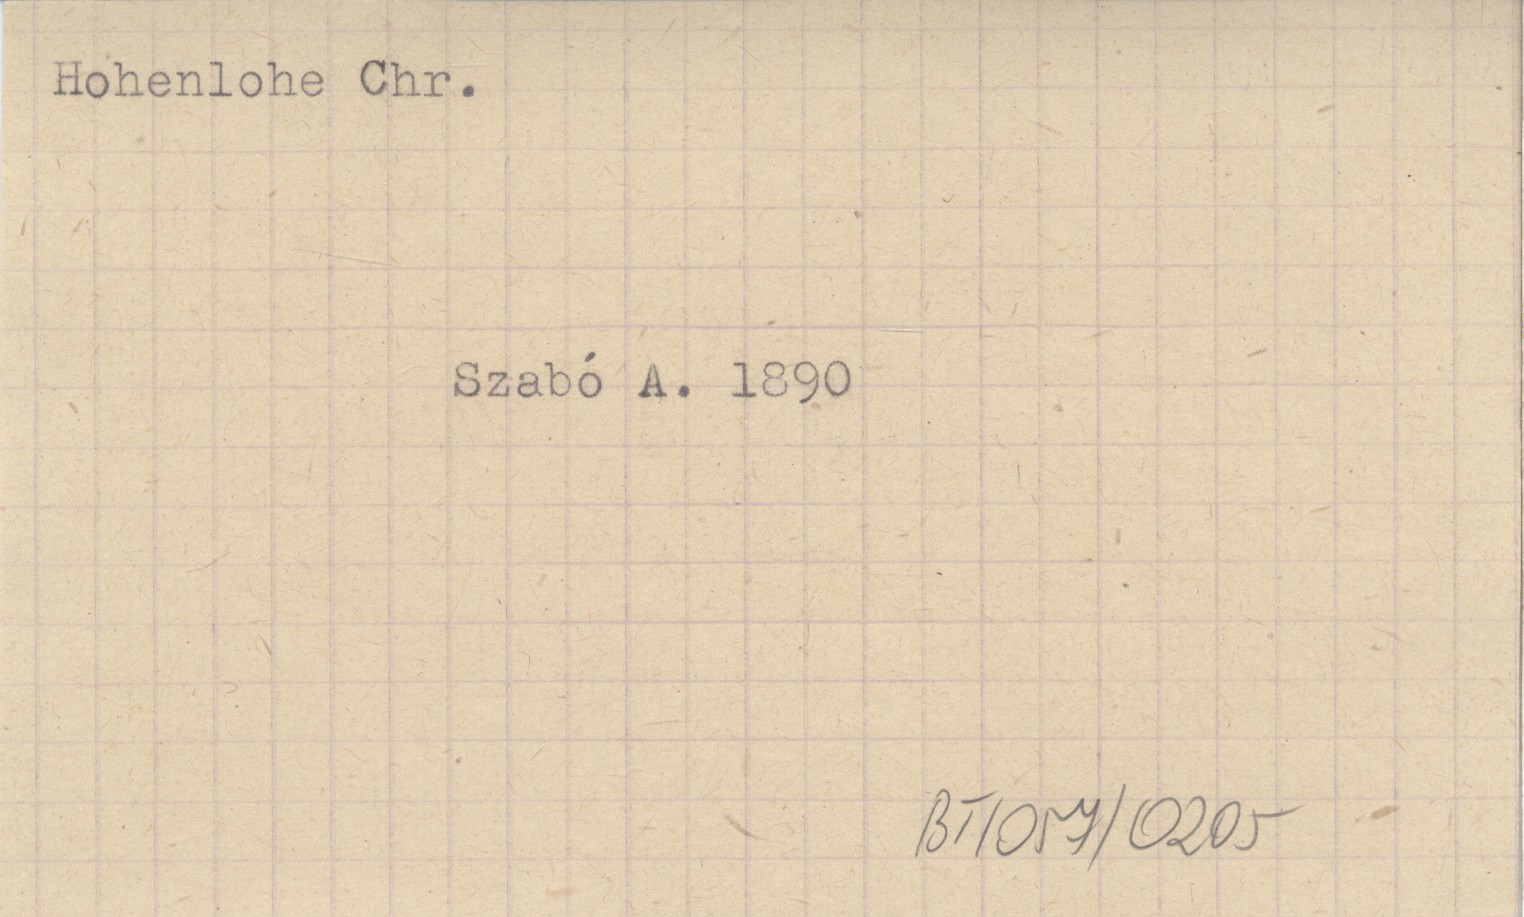 Hohenlohe Chr.
Szabó A. 1890
BT/057/0205